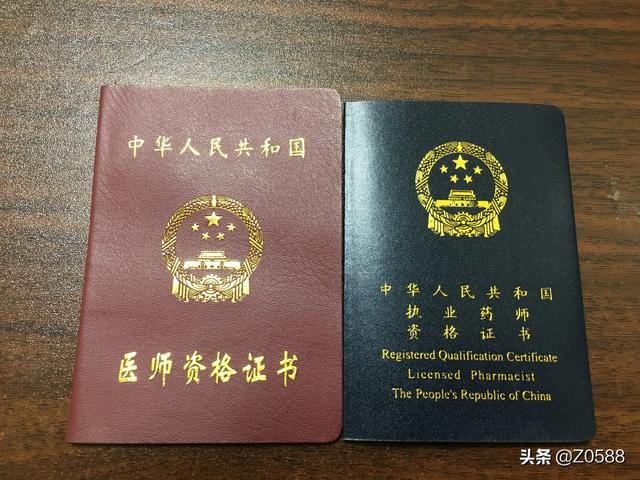 中华人民共和国
医师资格证书
中华人民共和国
执业药师
资格证书
Registered Qualification Certificate
Licensed Pharmacist
The People's Republic of China
头条 @Z0588